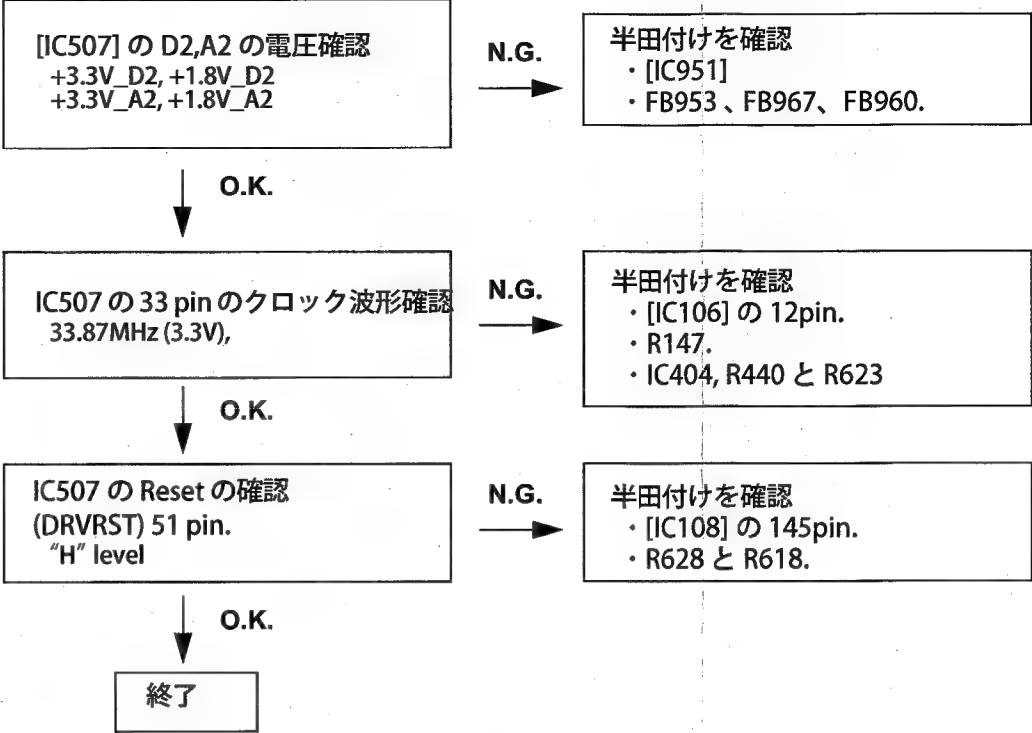 [IC507] の D2,A2 の電圧確認
+3.3V_D2, +1.8V_D2
+3.3V_A2, +1.8V_A2
N.G.
半田付けを確認
・[IC951]
・FB953 、FB967、 FB960.
O.K.
IC507 の 33 pin のクロック波形確認
33.87MHz (3.3V),
N.G.
半田付けを確認
・[IC106] の 12pin.
・R147.
・IC404, R440 と R623
O.K.
IC507 の Reset の確認
(DRVRST) 51 pin.
“H” level
N.G.
半田付けを確認
・[IC108] の 145pin.
・R628 と R618.
O.K.
終了